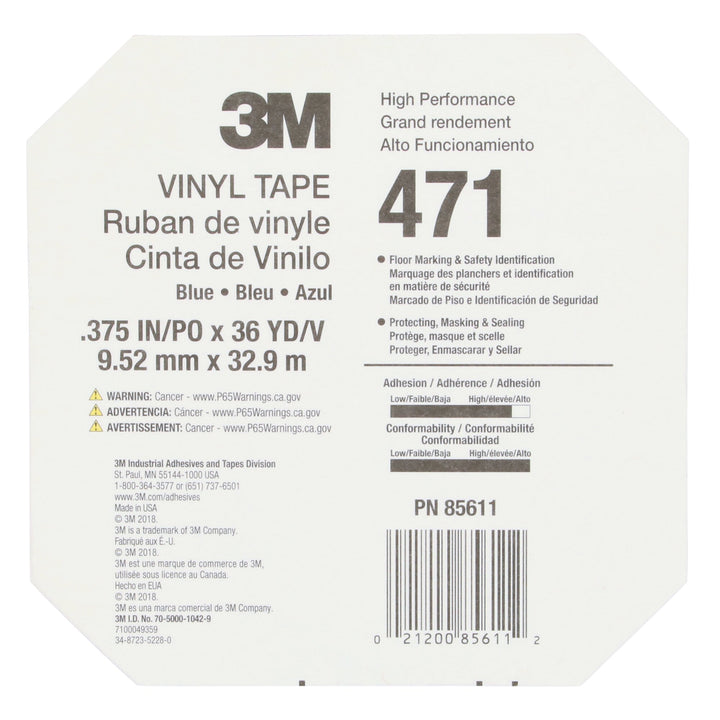 3M
VINYL TAPE
Ruban de vinyle
Cinta de Vinilo
Blue • Bleu • Azul
.375 IN/PO x 36 YD/V
9.52 mm x 32.9 m
WARNING: Cancer - www.P65Warnings.ca.gov
ADVERTENCIA: Cáncer - www.P65Warnings.ca.gov
AVERTISSEMENT: Cancer - www.P65Warnings.ca.gov
3M Industrial Adhesives and Tapes Division
St. Paul, MN 55144-1000 USA
1-800-364-3577 or (651) 737-6501
www.3M.com/adhesives
Made in USA
© 3M 2018.
3M is a trademark of 3M Company.
Fabriqué aux É.-U.
© 3M 2018.
3M est une marque de commerce de 3M,
utilisée sous licence au Canada.
Hecho en EUA
© 3M 2018.
3M es una marca comercial de 3M Company.
3M I.D. No. 70-5000-1042-9
7100049359
34-8723-5228-0
High Performance
Grand rendement
Alto Funcionamiento
471
• Floor Marking & Safety Identification
Marquage des planchers et identification
en matière de sécurité
Marcado de Piso e Identificación de Seguridad
• Protecting, Masking & Sealing
Protège, masque et scelle
Proteger, Enmascarar y Sellar
Adhesion / Adhérence / Adhesión
Low/Faible/Baja High/élevée/Alto
Conformability / Conformabilité
Conformabilidad
Low/Faible/Baja High/élevée/Alto
PN 85611
0 21200 85611 2